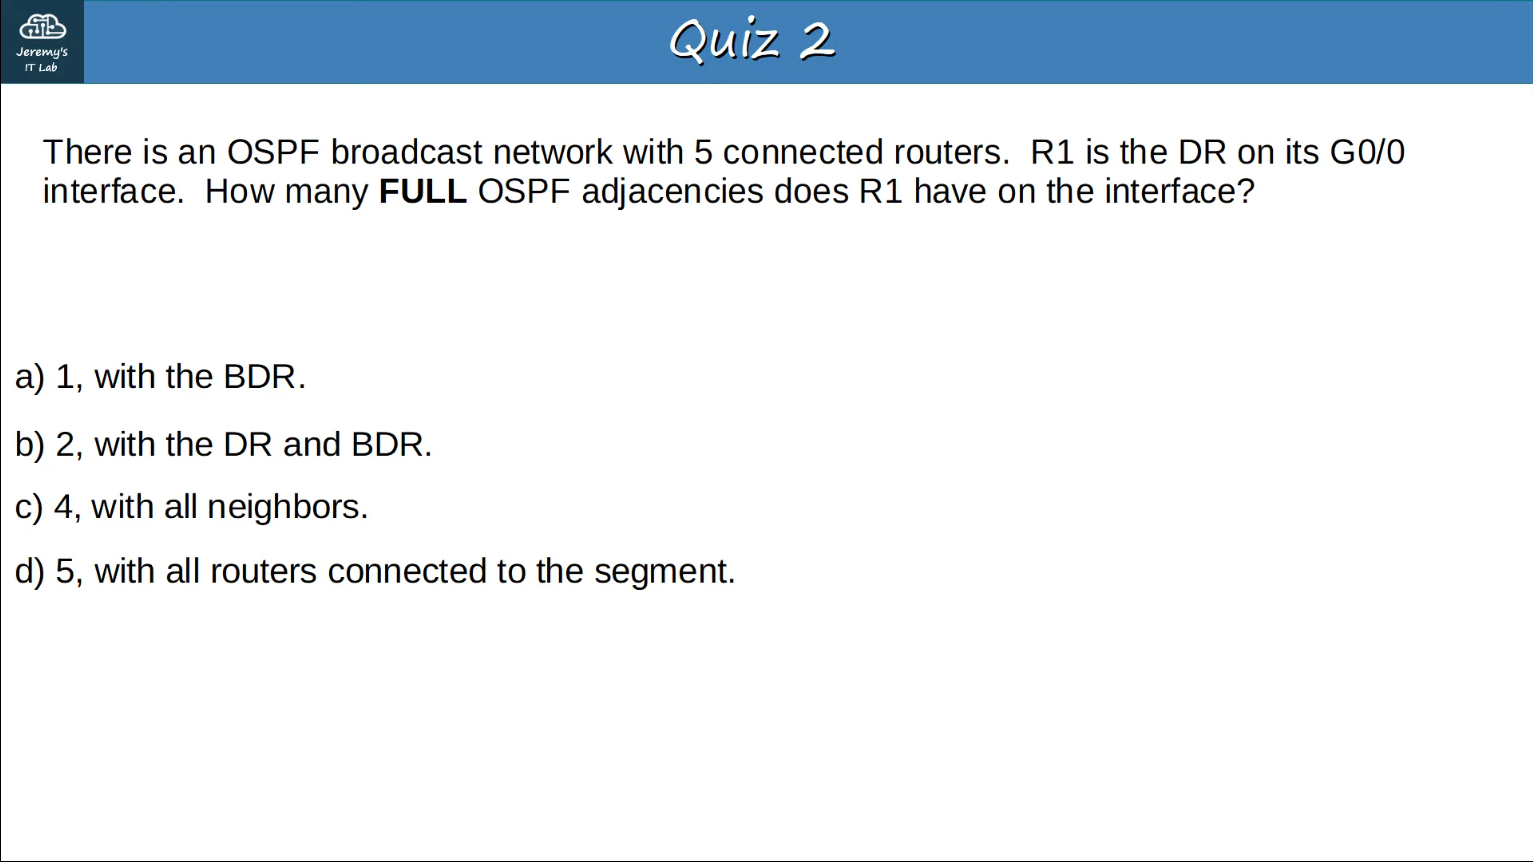 Jeremy's
IT Lab
Quiz 2
There is an OSPF broadcast network with 5 connected routers.  R1 is the DR on its G0/0
interface.  How many FULL OSPF adjacencies does R1 have on the interface?
a) 1, with the BDR.
b) 2, with the DR and BDR.
c) 4, with all neighbors.
d) 5, with all routers connected to the segment.